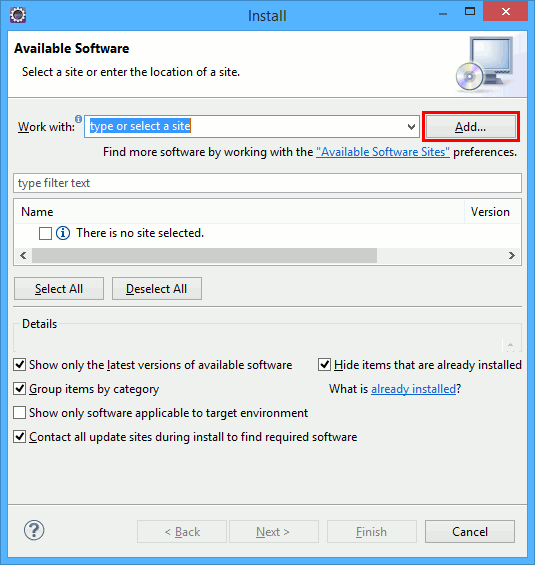 Install
Available Software
Select a site or enter the location of a site.
Work with: type or select a site Add...
Find more software by working with the "Available Software Sites" preferences.
type filter text
Name Version
There is no site selected.
Select All Deselect All
Details
Show only the latest versions of available software Hide items that are already installed
Group items by category What is already installed?
Show only software applicable to target environment
Contact all update sites during install to find required software
? < Back Next > Finish Cancel